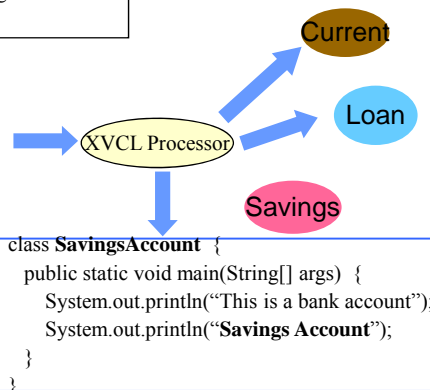 Current
Loan
XVCL Processor
Savings
class SavingsAccount {
public static void main(String[] args) {
System.out.println(“This is a bank account”);
System.out.println(“Savings Account”);
}
}